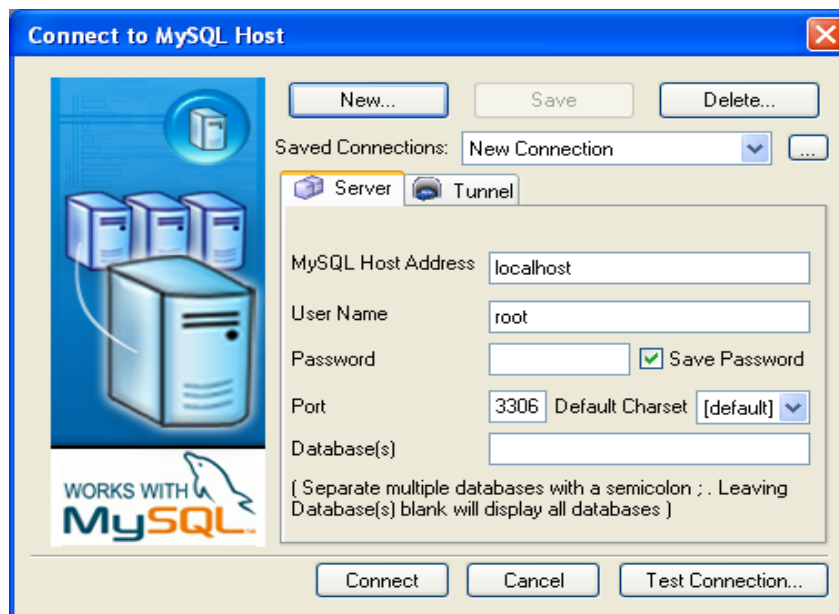 Connect to MySQL Host
New...
Save
Delete...
Saved Connections:
New Connection
...
Server
Tunnel
MySQL Host Address
localhost
User Name
root
Password
Save Password
Port
3306
Default Charset
[default]
Database(s)
( Separate multiple databases with a semicolon ; . Leaving
Database(s) blank will display all databases )
WORKS WITH
MySQL™
Connect
Cancel
Test Connection...